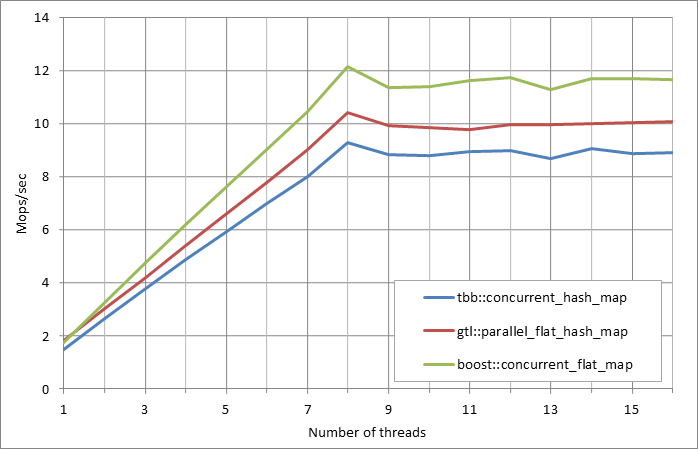 14
12
10
8
6
4
2
0
Mops/sec
tbb::concurrent_hash_map
gtl::parallel_flat_hash_map
boost::concurrent_flat_map
1 3 5 7 9 11 13 15
Number of threads